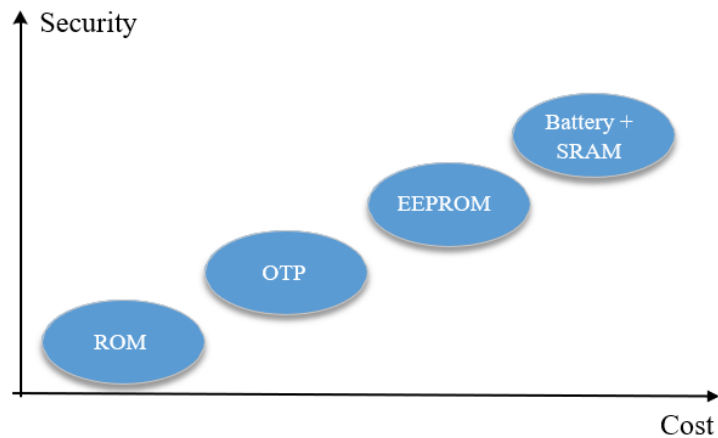 Security
Battery +
SRAM
EEPROM
OTP
ROM
Cost